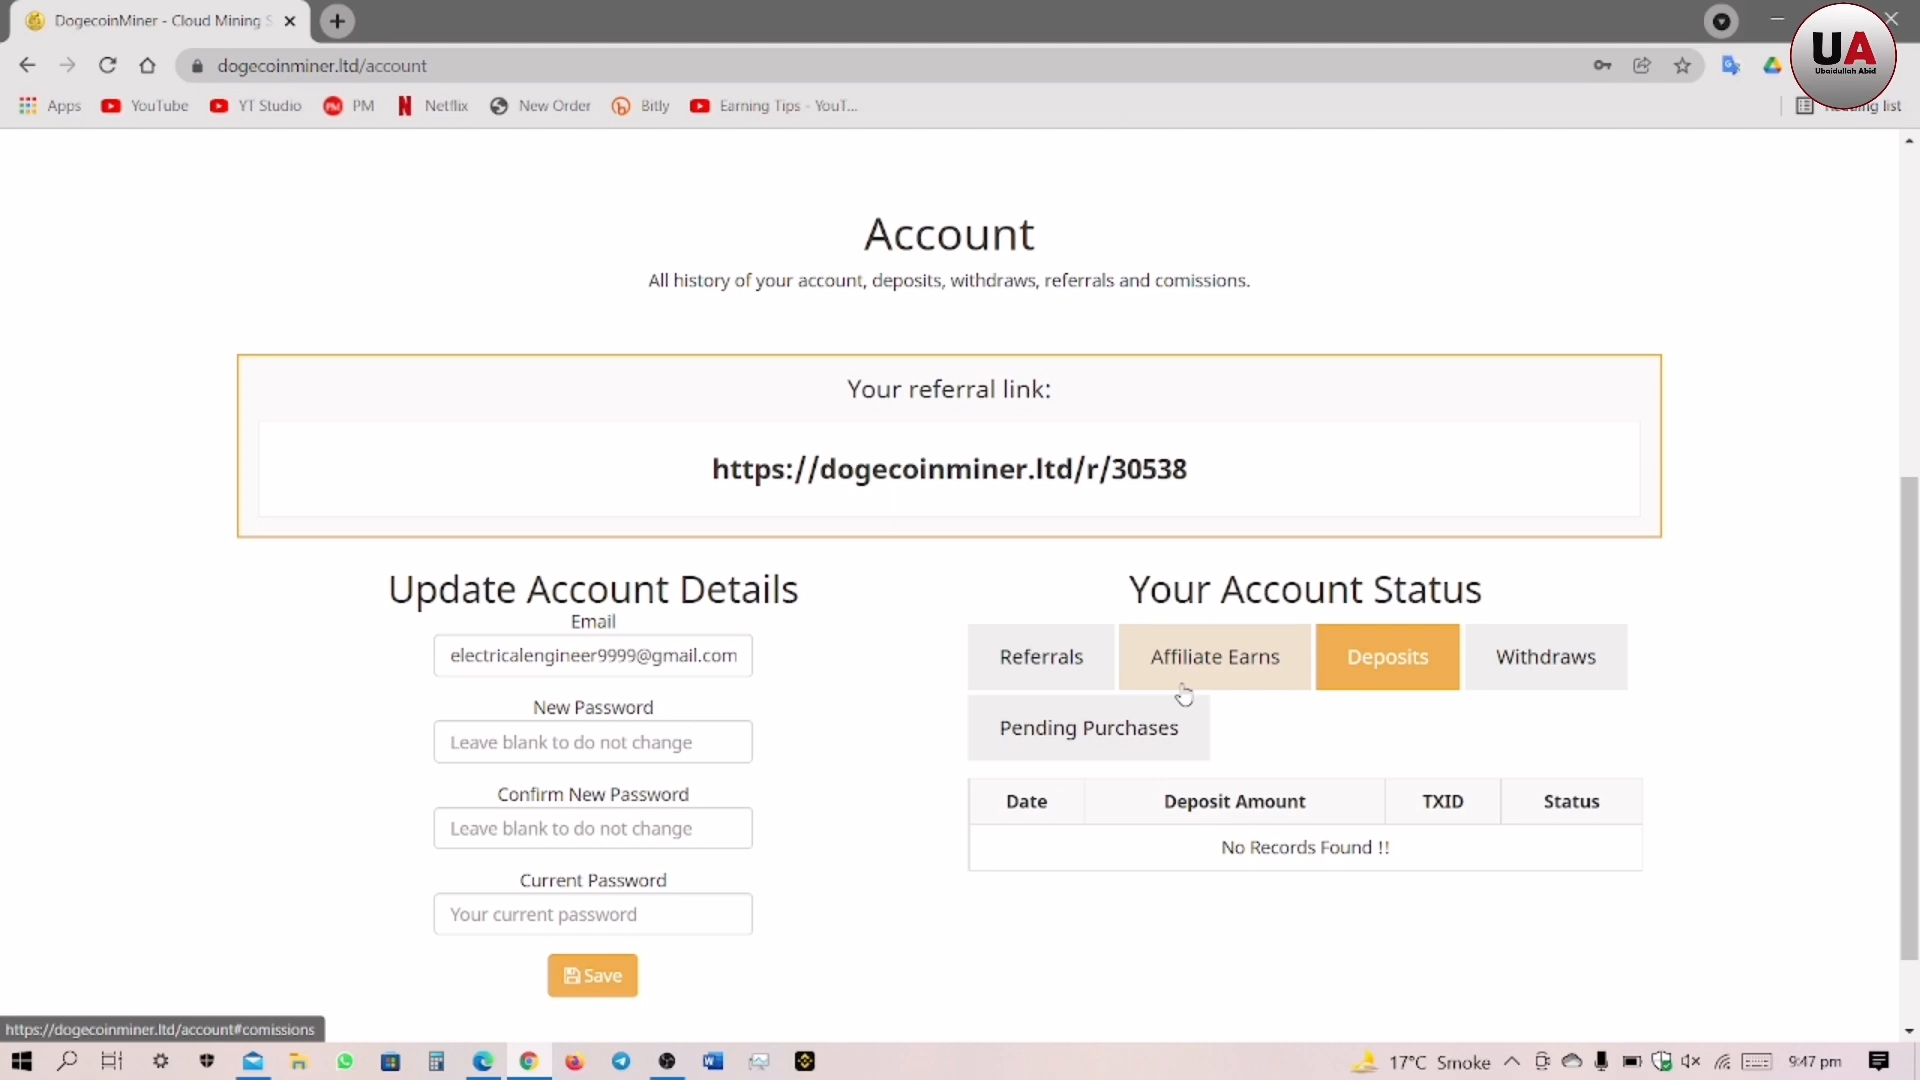 DogecoinMiner - Cloud Mining S
UA
Ubaidullah Abid
dogecoinminer.ltd/account
Apps YouTube YT Studio PM Netflix New Order Bitly Earning Tips - YouT... list
Account
All history of your account, deposits, withdraws, referrals and comissions.
Your referral link:
https://dogecoinminer.ltd/r/30538
Update Account Details
Email
electricalengineer9999@gmail.com
New Password
Leave blank to do not change
Confirm New Password
Leave blank to do not change
Current Password
Your current password
Save
Your Account Status
Referrals Affiliate Earns Deposits Withdraws
Pending Purchases
Date Deposit Amount TXID Status
No Records Found !!
https://dogecoinminer.ltd/account#comissions
17°C Smoke 9:47 pm